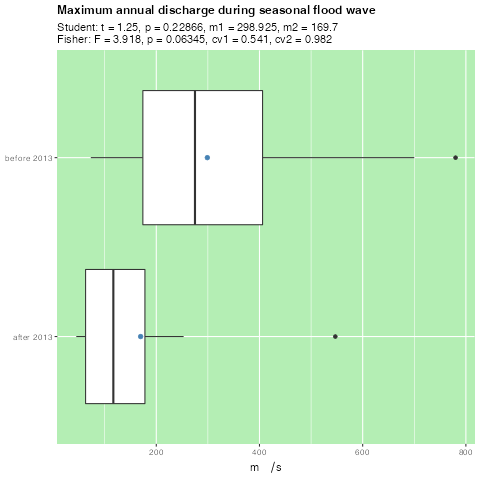 Maximum annual discharge during seasonal flood wave
Student: t = 1.25, p = 0.22866, m1 = 298.925, m2 = 169.7
Fisher: F = 3.918, p = 0.06345, cv1 = 0.541, cv2 = 0.982
before 2013
after 2013
200 400 600 800
m /s